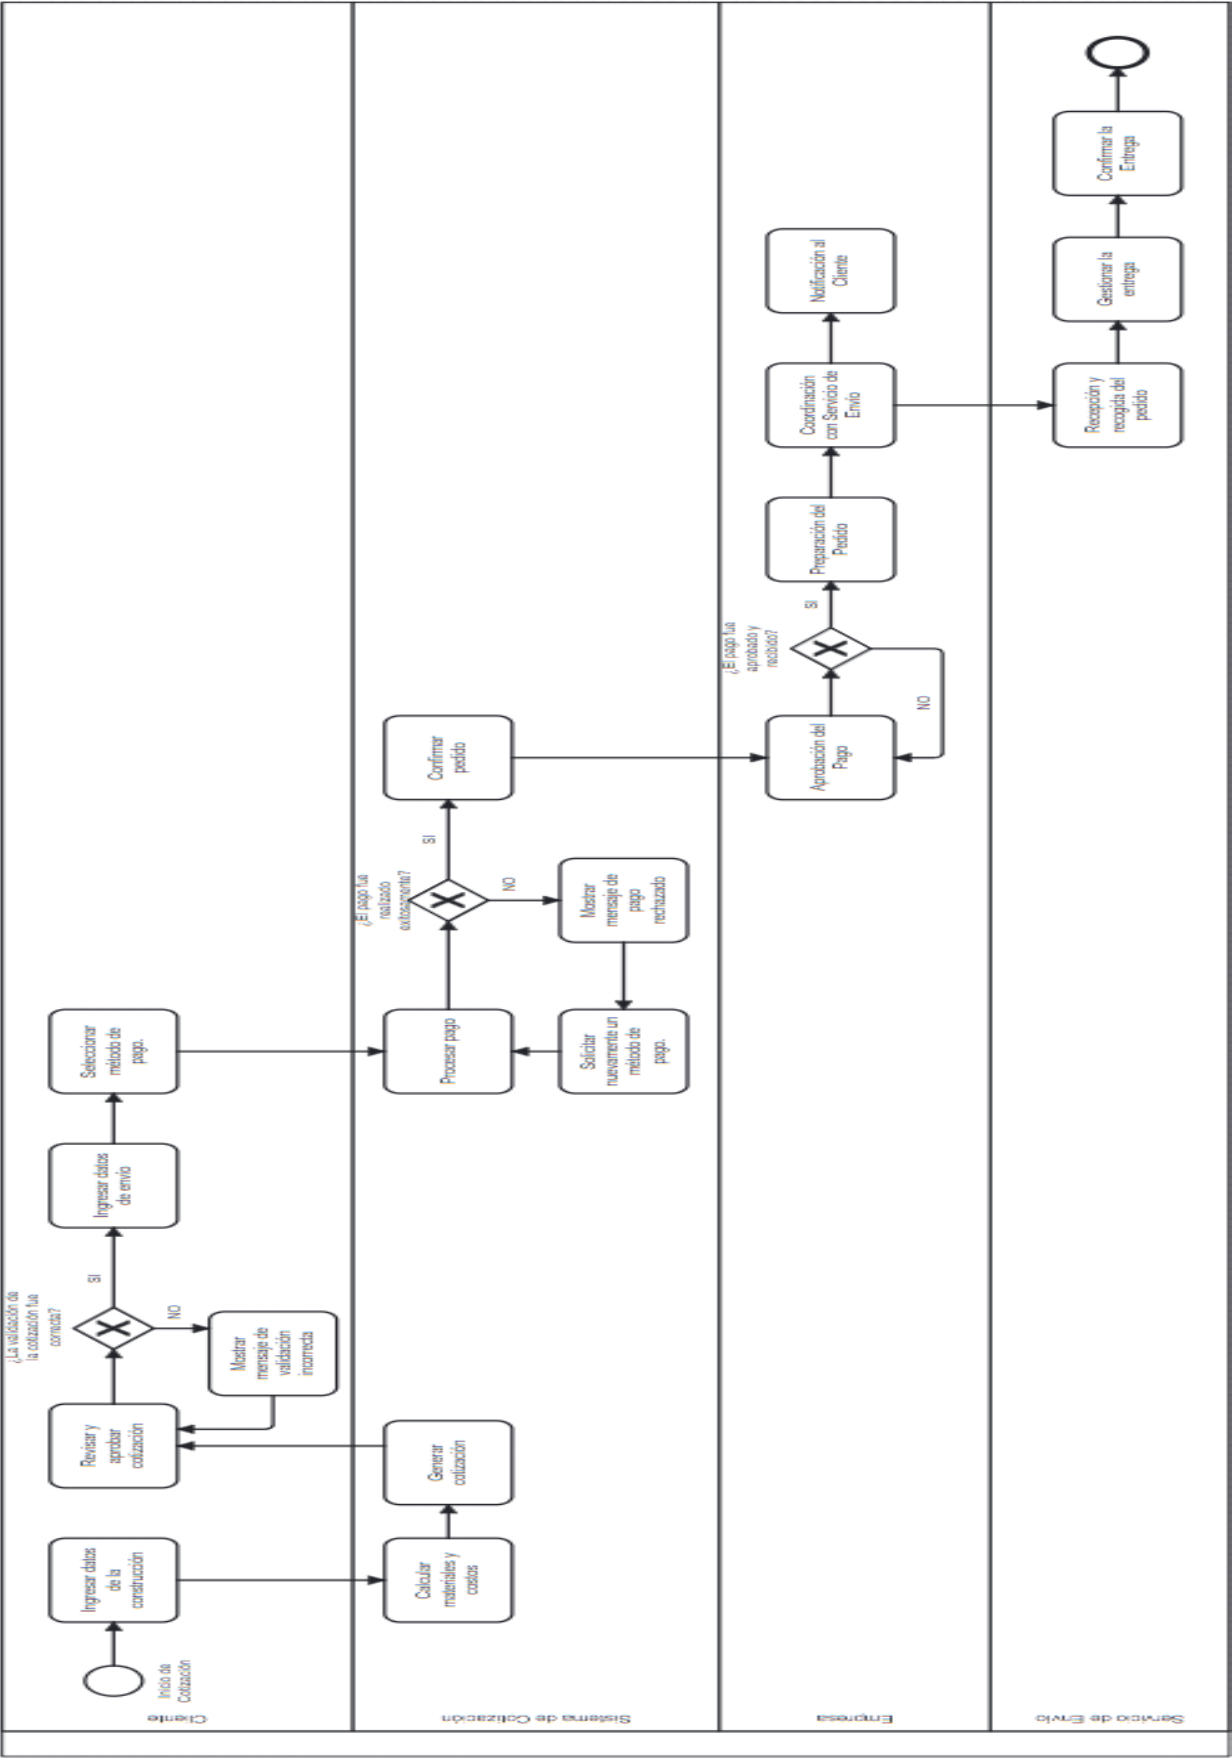 Cliente
Inicio de
Cotización
Ingresar datos
de la
construcción
Revisar y
aprobar
cotización
¿La validación de
la cotización fue
correcta?
SI
NO
Mostrar
mensaje de
validación
incorrecta
Ingresar datos
de envío
Seleccionar
método de
pago.
Sistema de Cotización
Calcular
materiales y
costos
Generar
cotización
Procesar pago
¿El pago fue
realizado
exitosamente?
SI
NO
Mostrar
mensaje de
pago
rechazado
Solicitar
nuevamente un
método de
pago.
Confirmar
pedido
Empresa
Aprobación del
Pago
¿El pago fue
aprobado y
recibido?
SI
NO
Preparación del
Pedido
Coordinación
con Servicio de
Envío
Notificación al
Cliente
Servicio de Envío
Recepción y
recogida del
pedido
Gestionar la
entrega
Confirmar la
Entrega